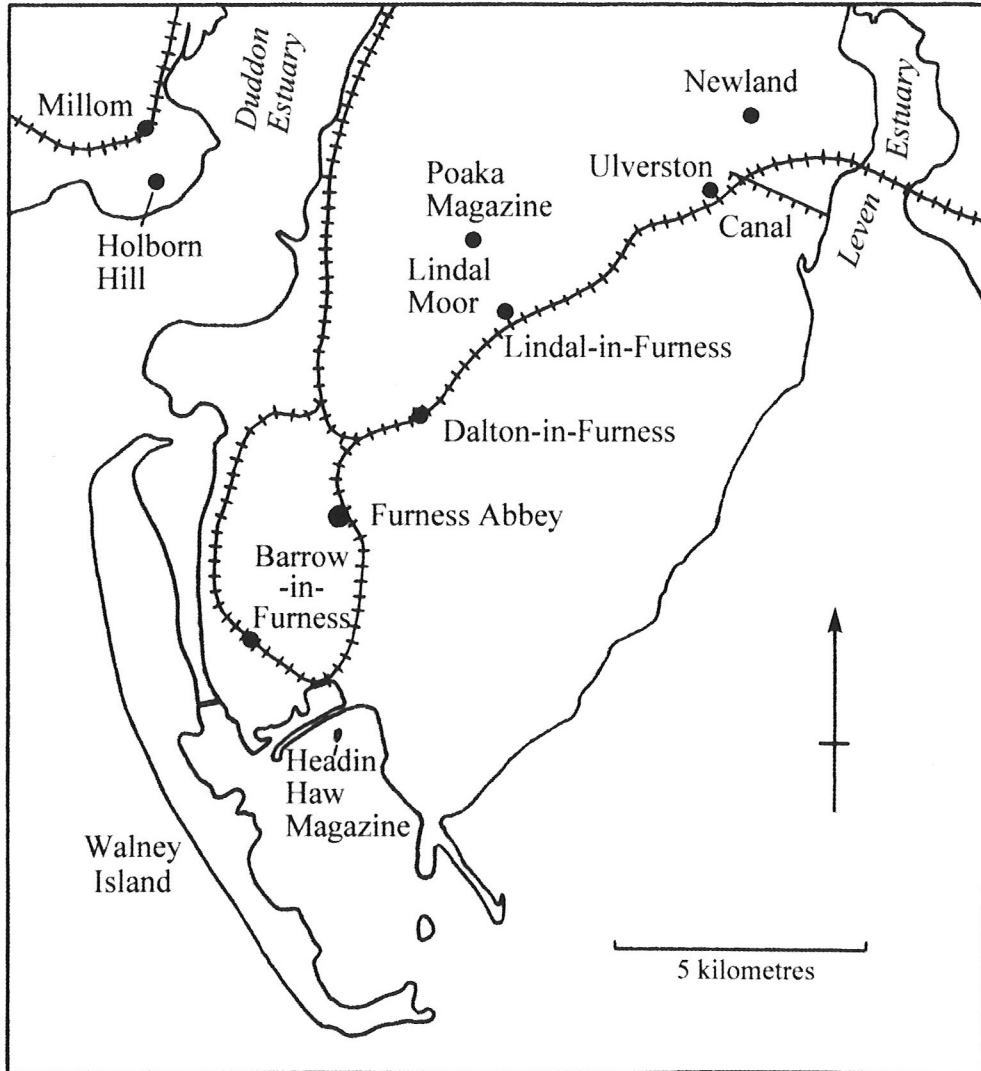 Millom
Duddon
Estuary
Newland
Estuary
Leven
Holborn
Hill
Poaka
Magazine
Ulverston
Canal
Lindal
Moor
Lindal-in-Furness
Dalton-in-Furness
Furness Abbey
Barrow
-in-
Furness
Headin
Haw
Magazine
Walney
Island
5 kilometres